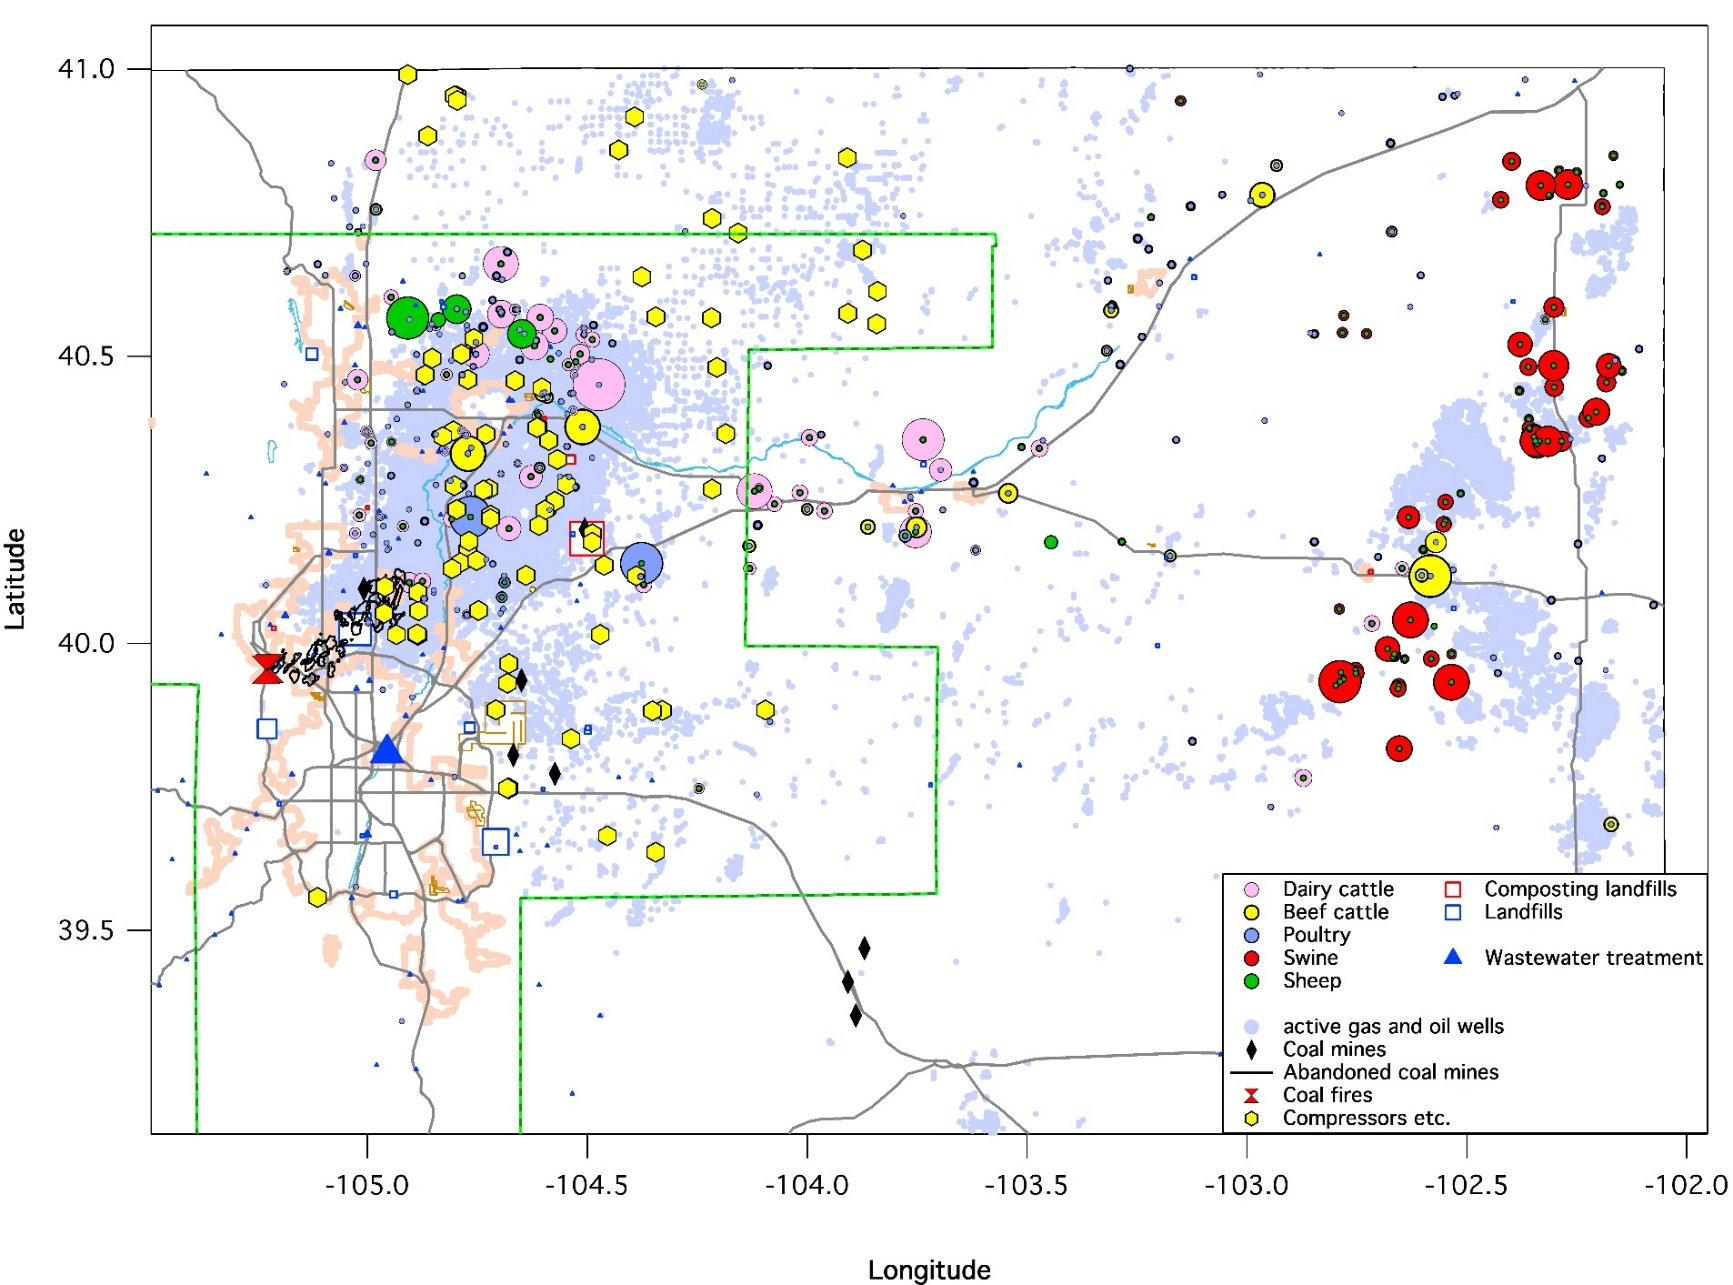 41.0
40.5
40.0
39.5
Latitude
-105.0
-104.5
-104.0
-103.5
-103.0
-102.5
-102.0
Longitude
Dairy cattle
Beef cattle
Poultry
Swine
Sheep
active gas and oil wells
Coal mines
Abandoned coal mines
Coal fires
Compressors etc.
Composting landfills
Landfills
Wastewater treatment